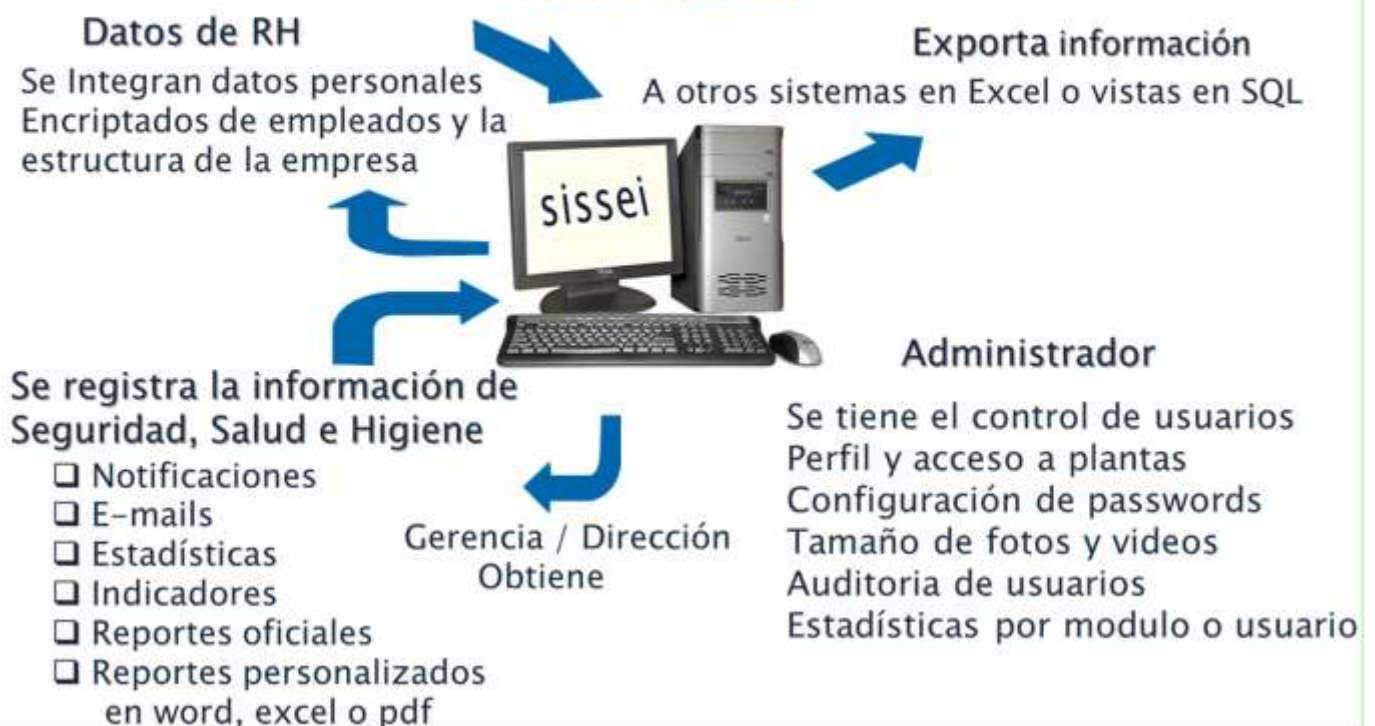 Datos de RH
Se Integran datos personales
Encriptados de empleados y la
estructura de la empresa
Exporta información
A otros sistemas en Excel o vistas en SQL
sissei
Se registra la información de
Seguridad, Salud e Higiene
❑ Notificaciones
❑ E-mails
❑ Estadísticas
❑ Indicadores
❑ Reportes oficiales
❑ Reportes personalizados
en word, excel o pdf
Gerencia / Dirección
Obtiene
Administrador
Se tiene el control de usuarios
Perfil y acceso a plantas
Configuración de passwords
Tamaño de fotos y videos
Auditoria de usuarios
Estadísticas por modulo o usuario